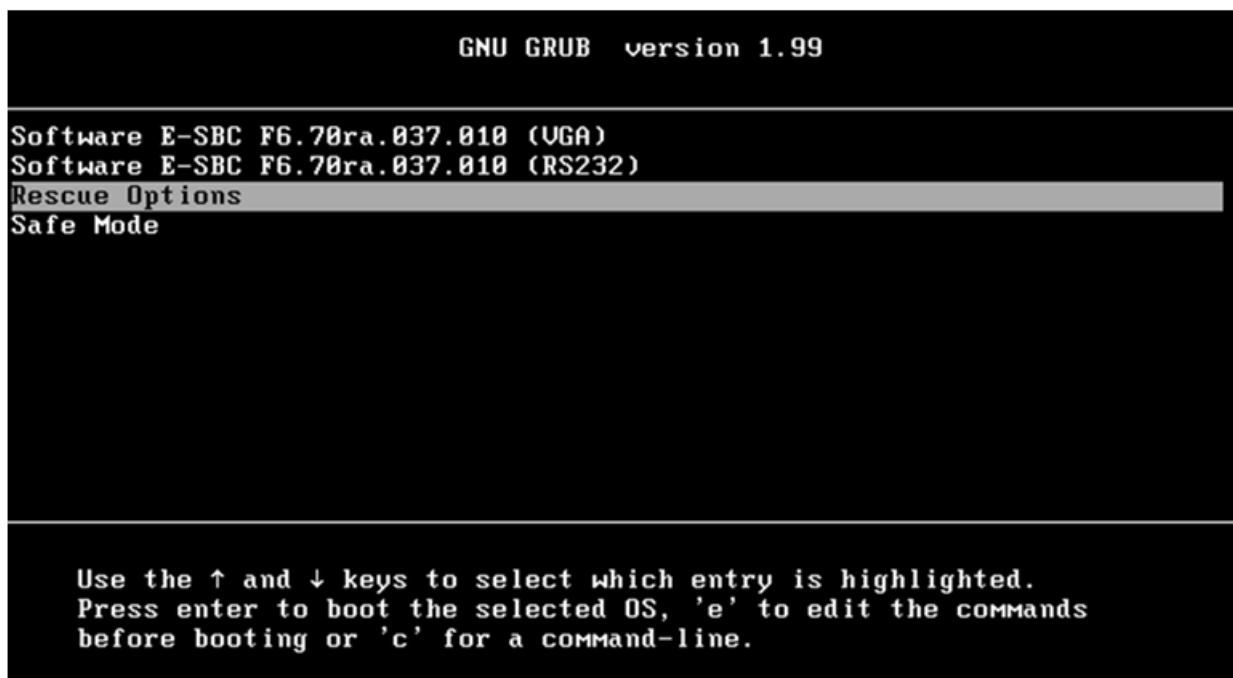 GNU GRUB version 1.99
Software E-SBC F6.70ra.037.010 (VGA)
Software E-SBC F6.70ra.037.010 (RS232)
Rescue Options
Safe Mode
Use the ↑ and ↓ keys to select which entry is highlighted.
Press enter to boot the selected OS, 'e' to edit the commands
before booting or 'c' for a command-line.